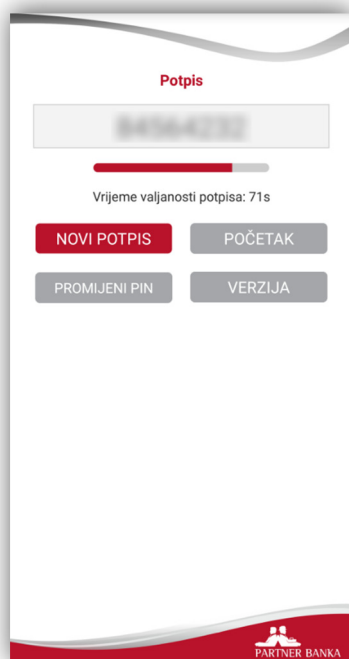 Potpis
Vrijeme valjanosti potpisa: 71s
NOVI POTPIS
POČETAK
PROMIJENI PIN
VERZIJA
PARTNER BANKA